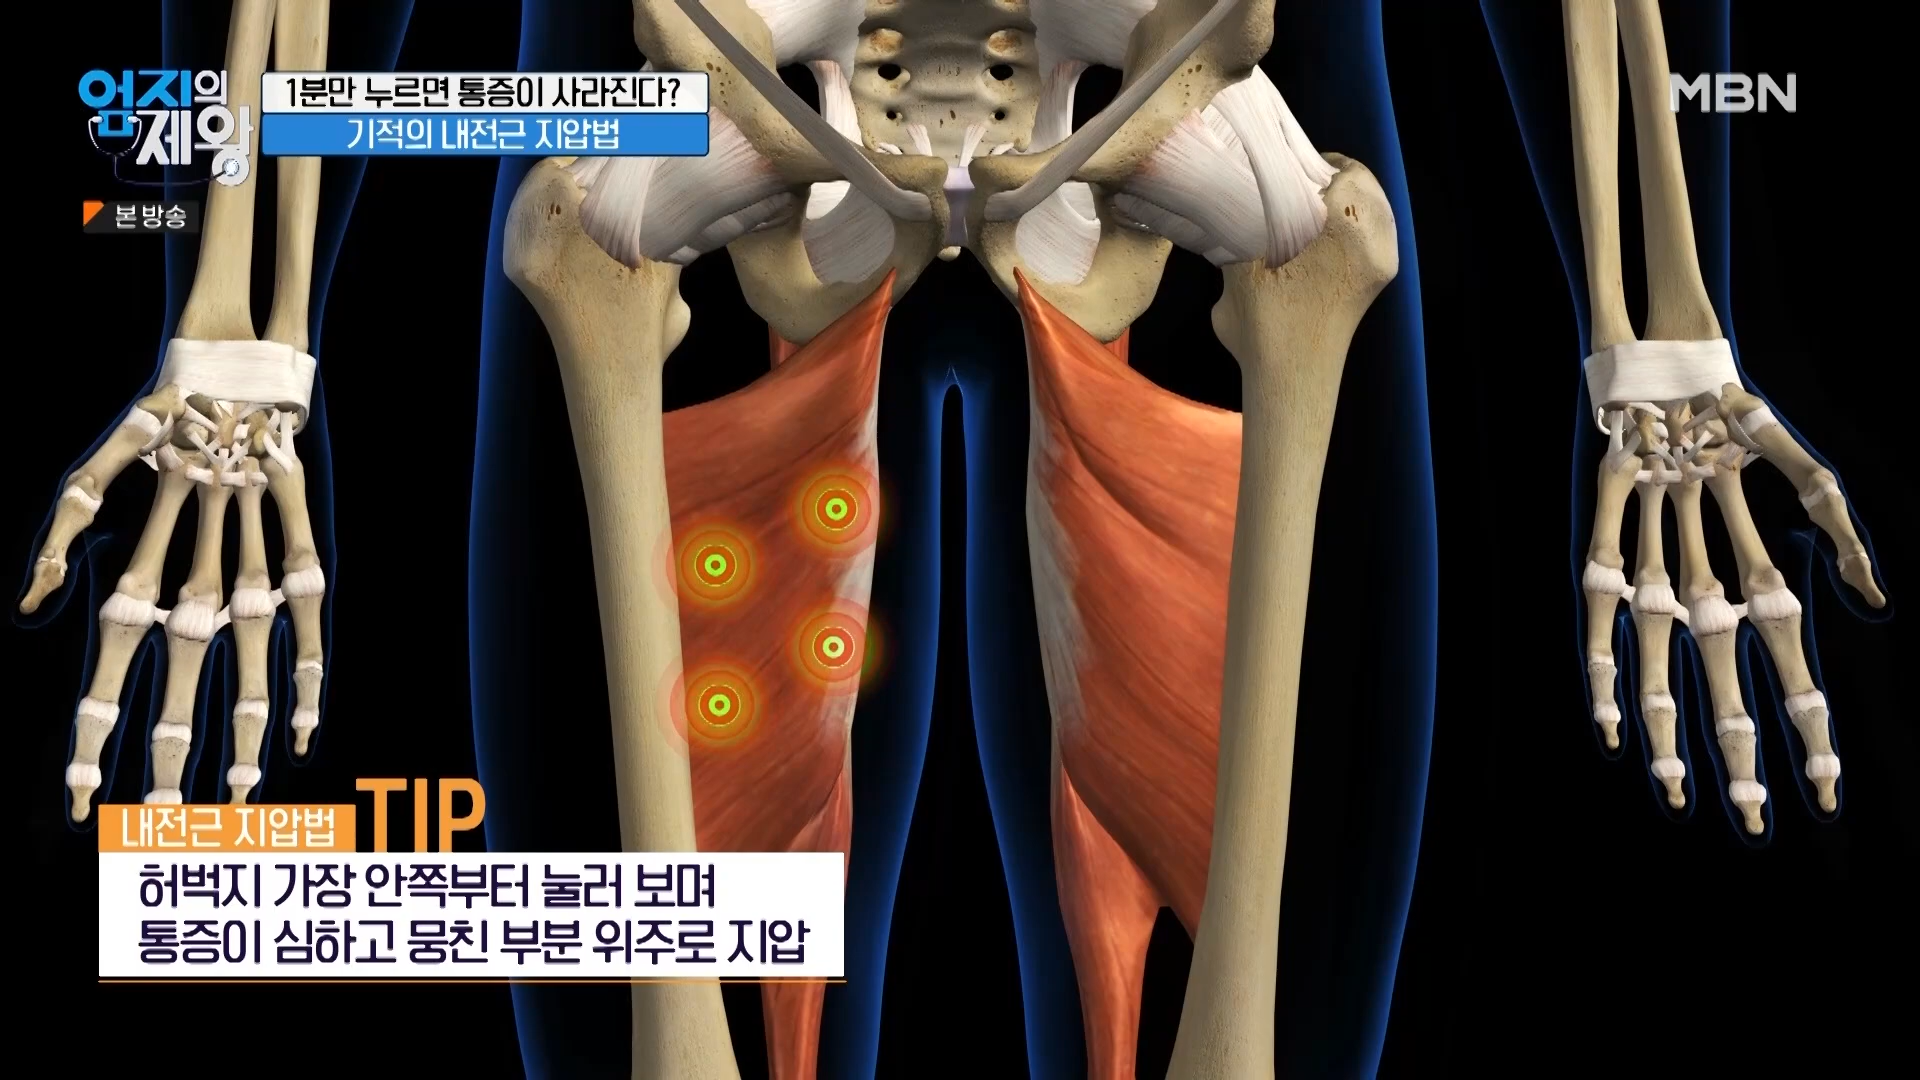 엄지의
제왕
1분만 누르면 통증이 사라진다?
기적의 내전근 지압법
MBN
본 방송
내전근 지압법 TIP
허벅지 가장 안쪽부터 눌러 보며
통증이 심하고 뭉친 부분 위주로 지압